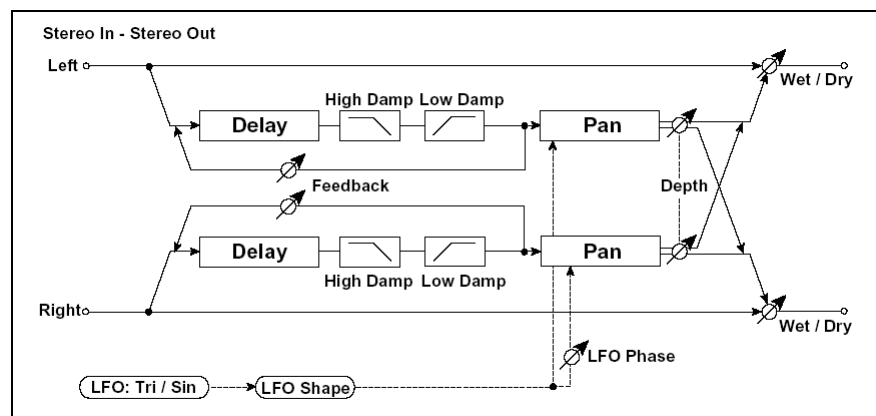 Stereo In - Stereo Out
Left
Wet / Dry
High Damp Low Damp
Delay
Pan
Feedback
Depth
Delay
Pan
High Damp Low Damp
Right
Wet / Dry
LFO Phase
LFO: Tri / Sin
LFO Shape